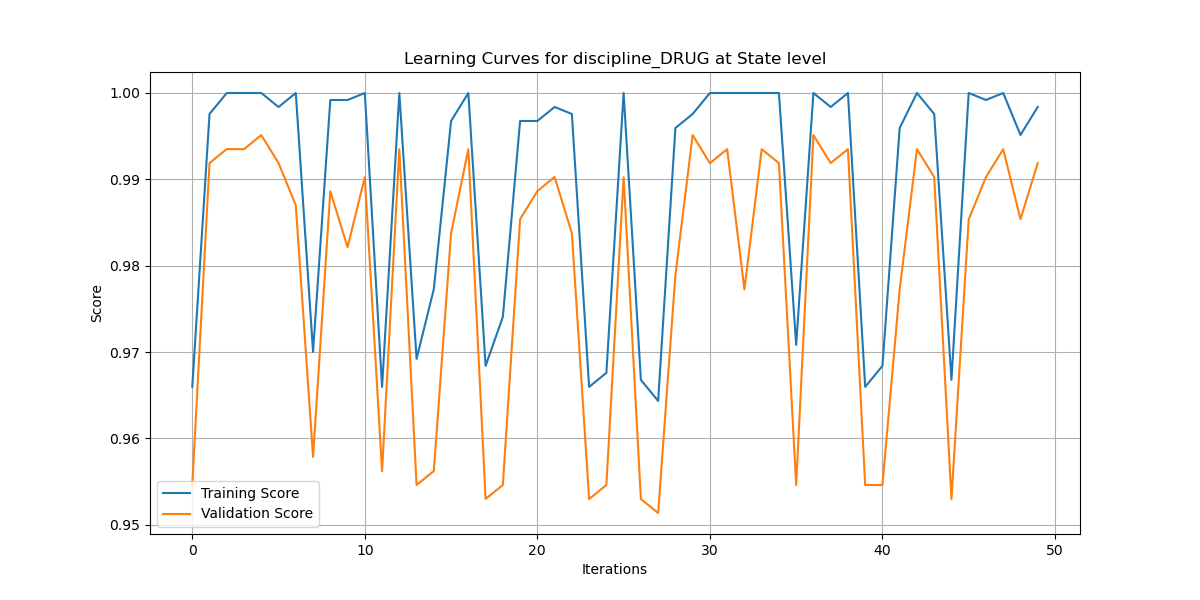 Learning Curves for discipline_DRUG at State level
Score
1.00
0.99
0.98
0.97
0.96
0.95
Training Score
Validation Score
0 10 20 30 40 50
Iterations